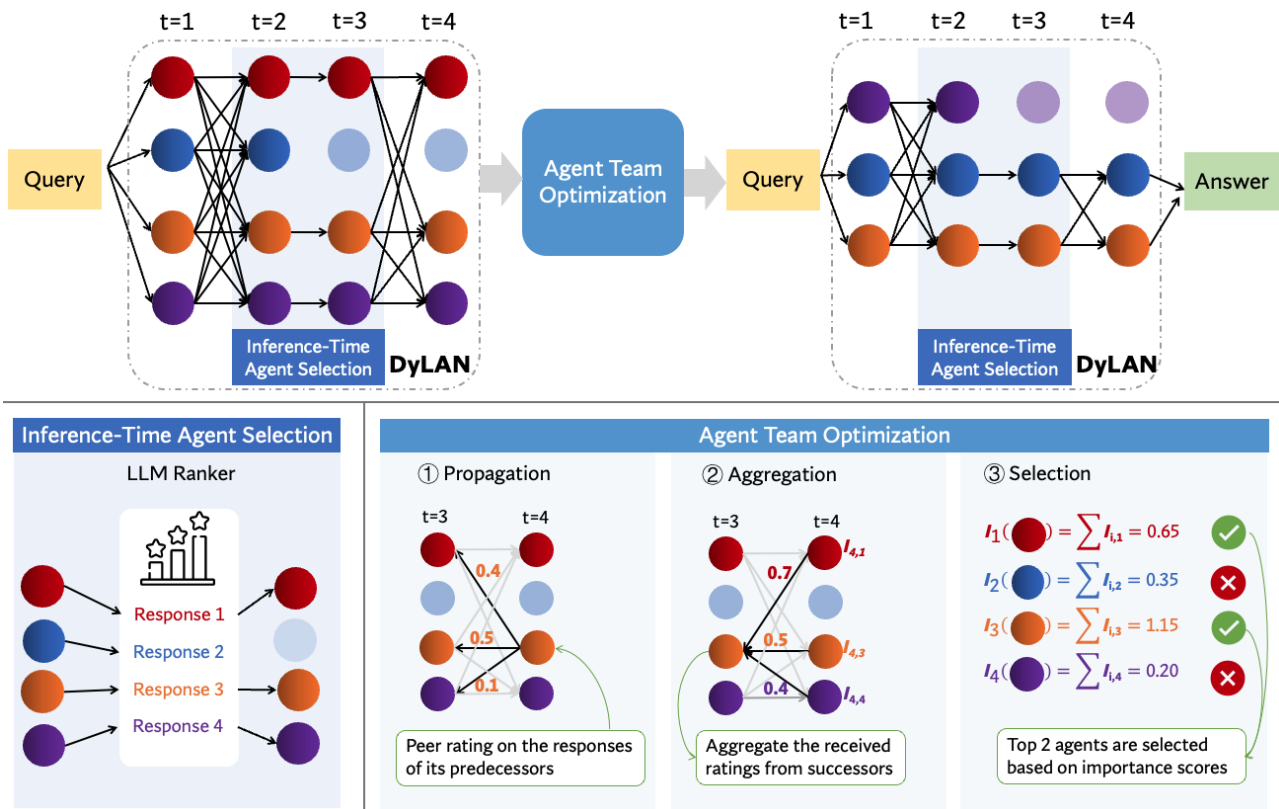 t=1
t=2
t=3
t=4
Query
Inference-Time
Agent Selection
DyLAN
Agent Team
Optimization
t=1
t=2
t=3
t=4
Query
Answer
Inference-Time
Agent Selection
DyLAN
Inference-Time Agent Selection
LLM Ranker
Response 1
Response 2
Response 3
Response 4
Agent Team Optimization
① Propagation
t=3
t=4
0.4
0.5
0.1
Peer rating on the responses
of its predecessors
② Aggregation
t=3
t=4
I4,1
0.7
0.5
I4,3
0.4
I4,4
Aggregate the received
ratings from successors
③ Selection
I1( ) = ∑ Ii,1 = 0.65
I2( ) = ∑ Ii,2 = 0.35
I3( ) = ∑ Ii,3 = 1.15
I4( ) = ∑ Ii,4 = 0.20
Top 2 agents are selected
based on importance scores